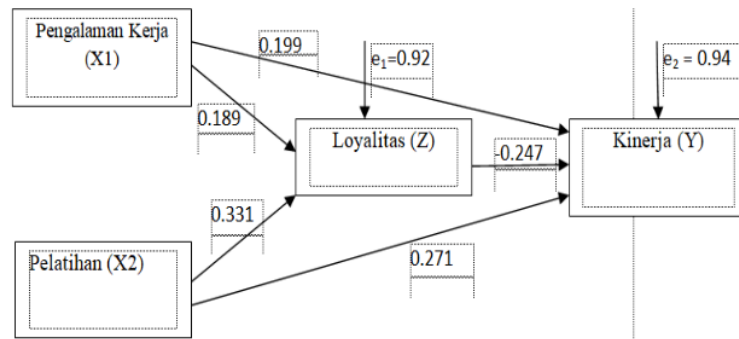 Pengalaman Kerja
(X1)
0.199
e₁=0.92
e₂ = 0.94
0.189
Loyalitas (Z)
-0.247
Kinerja (Y)
0.331
Pelatihan (X2)
0.271